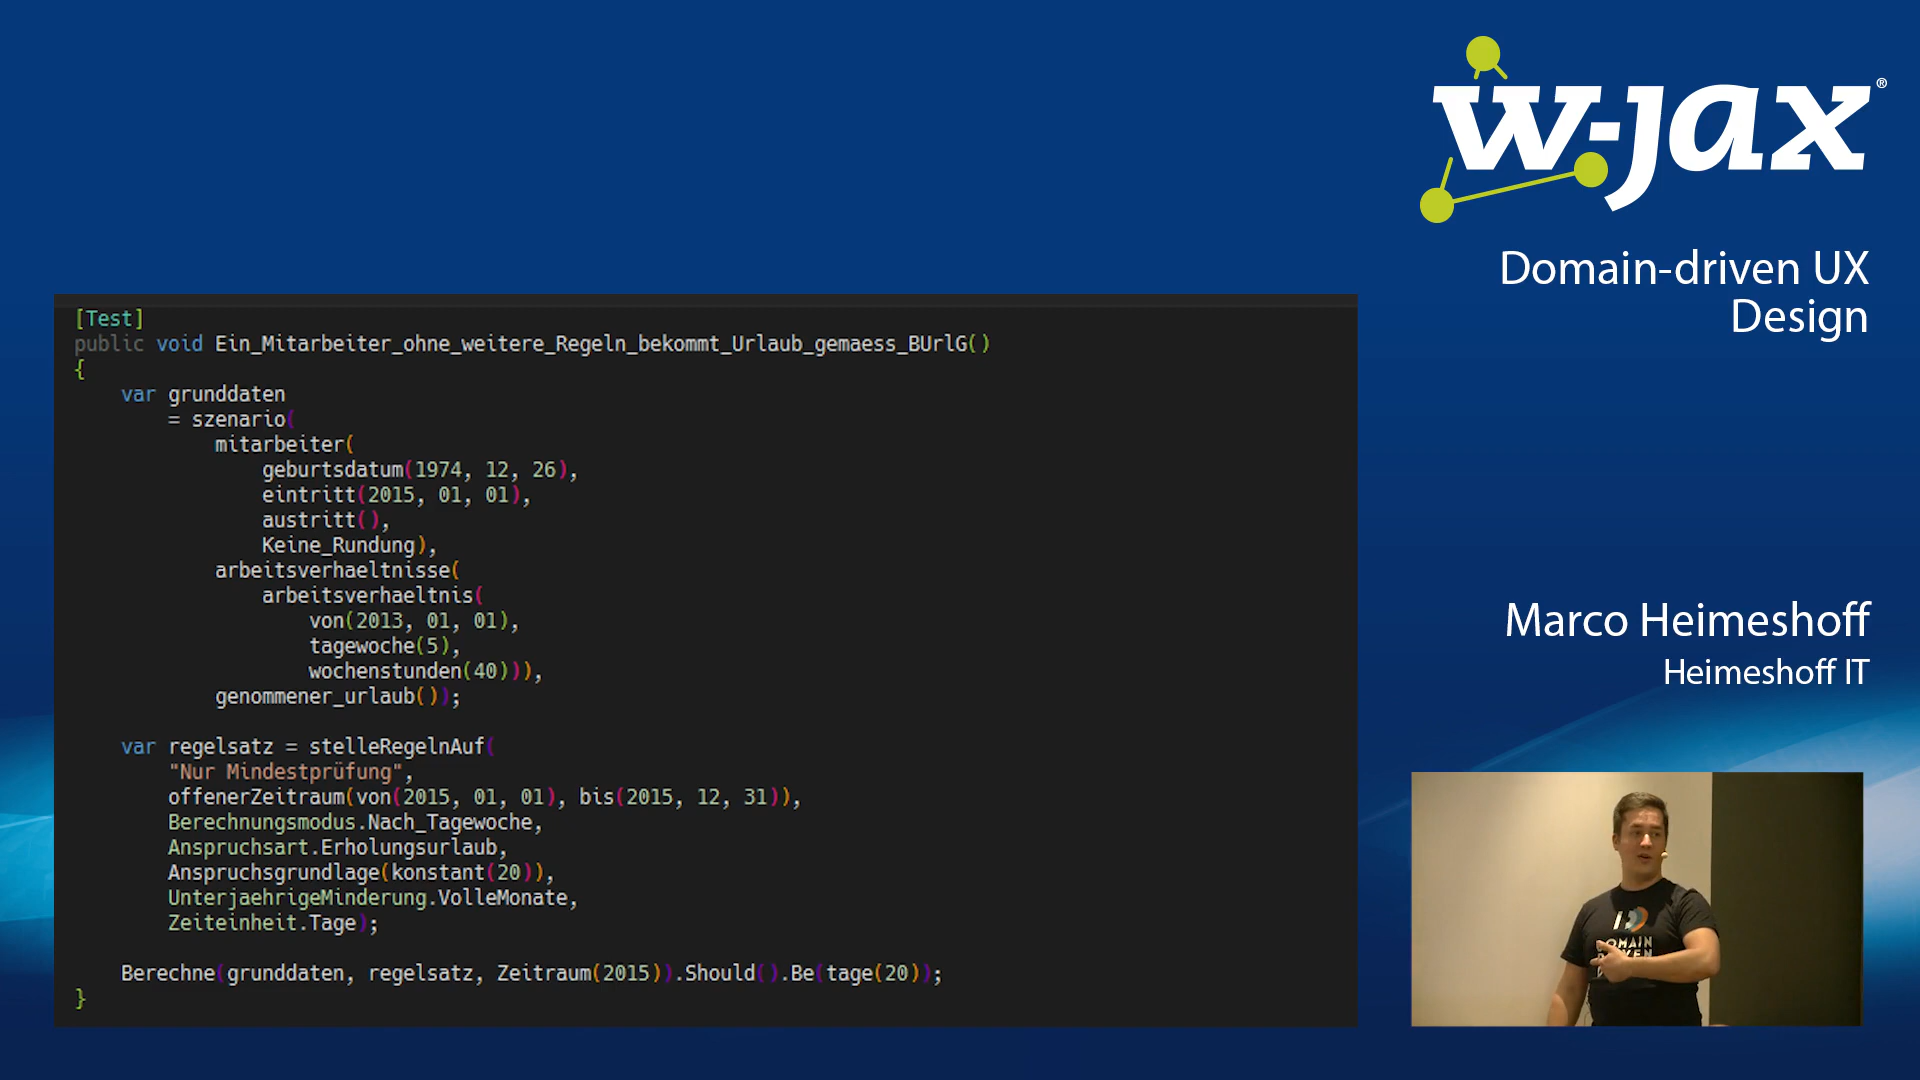 w-jax®
Domain-driven UX
Design
[Test]
public void Ein_Mitarbeiter_ohne_weitere_Regeln_bekommt_Urlaub_gemaess_BUrlG()
{
var grunddaten
= szenario(
mitarbeiter(
geburtsdatum(1974, 12, 26),
eintritt(2015, 01, 01),
austritt(),
Keine_Rundung),
arbeitsverhaeltnisse(
arbeitsverhaeltnis(
von(2013, 01, 01),
tagewoche(5),
wochenstunden(40))),
genommener_urlaub());
var regelsatz = stelleRegelnAuf(
"Nur Mindestprüfung",
offenerZeitraum(von(2015, 01, 01), bis(2015, 12, 31)),
Berechnungsmodus.Nach_Tagewoche,
Anspruchsart.Erholungsurlaub,
Anspruchsgrundlage(konstant(20)),
UnterjaehrigeMinderung.VolleMonate,
Zeiteinheit.Tage);
Berechne(grunddaten, regelsatz, Zeitraum(2015)).Should().Be(tage(20));
}
Marco Heimeshoff
Heimeshoff IT